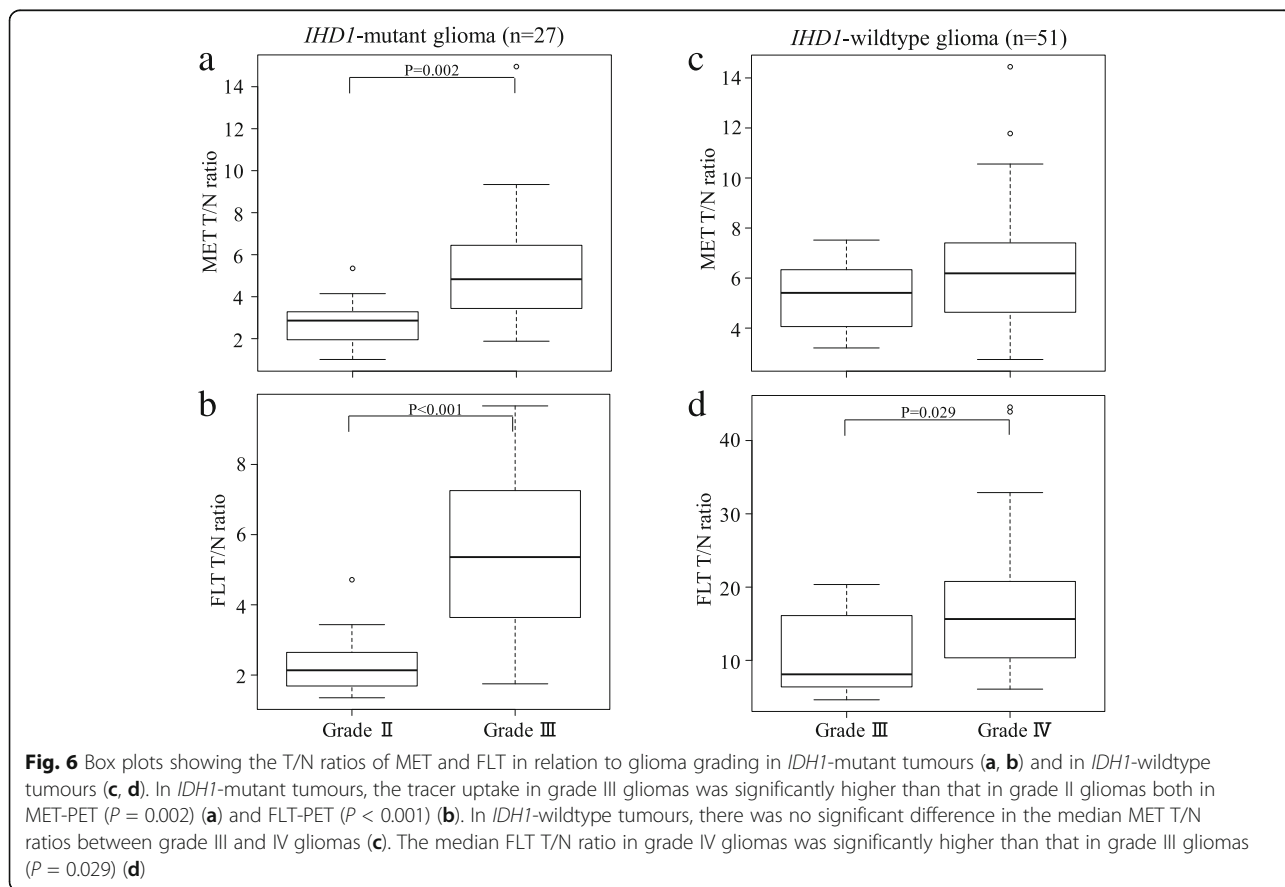 IHD1-mutant glioma (n=27)
IHD1-wildtype glioma (n=51)
a
P=0.002
MET T/N ratio
14
12
10
8
6
4
2
c
MET T/N ratio
14
12
10
8
6
4
b
P<0.001
FLT T/N ratio
8
6
4
2
Grade Ⅱ
Grade Ⅲ
d
P=0.029
FLT T/N ratio
40
30
20
10
Grade Ⅲ
Grade Ⅳ
Fig. 6 Box plots showing the T/N ratios of MET and FLT in relation to glioma grading in IDH1-mutant tumours (a, b) and in IDH1-wildtype
tumours (c, d). In IDH1-mutant tumours, the tracer uptake in grade III gliomas was significantly higher than that in grade II gliomas both in
MET-PET (P = 0.002) (a) and FLT-PET (P < 0.001) (b). In IDH1-wildtype tumours, there was no significant difference in the median MET T/N
ratios between grade III and IV gliomas (c). The median FLT T/N ratio in grade IV gliomas was significantly higher than that in grade III gliomas
(P = 0.029) (d)